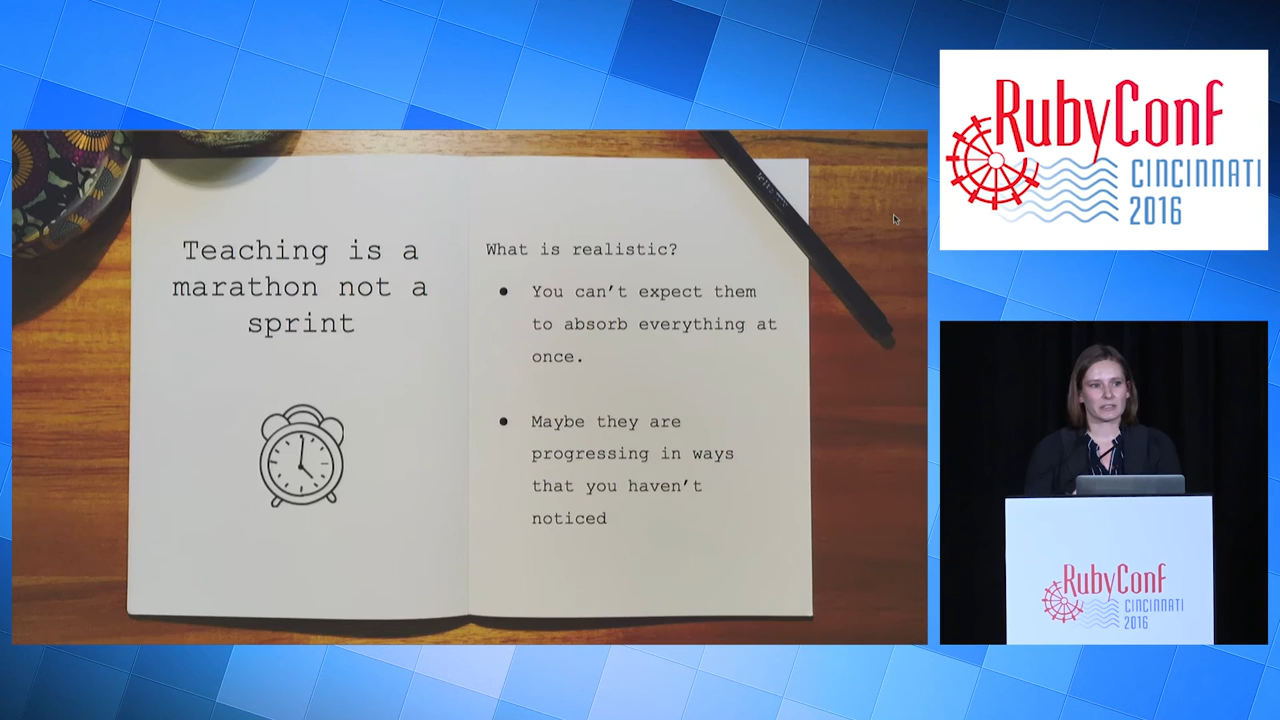 Teaching is a
marathon not a
sprint
What is realistic?
● You can't expect them
to absorb everything at
once.
● Maybe they are
progressing in ways
that you haven't
noticed
RubyConf
CINCINNATI
2016
RubyConf
CINCINNATI
2016